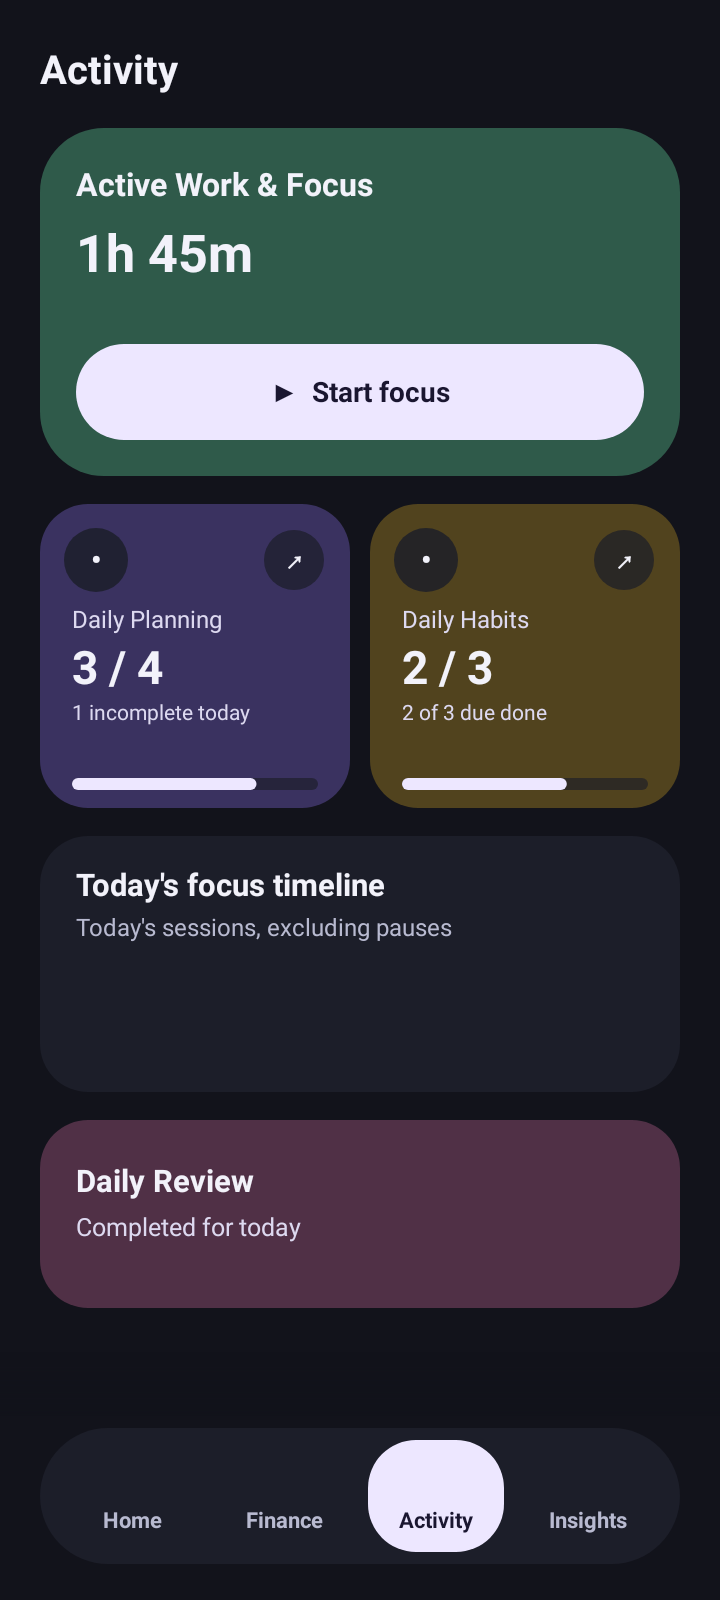 Activity
Active Work & Focus
1h 45m
► Start focus
Daily Planning
3 / 4
1 incomplete today
Daily Habits
2 / 3
2 of 3 due done
Today's focus timeline
Today's sessions, excluding pauses
Daily Review
Completed for today
Home Finance Activity Insights